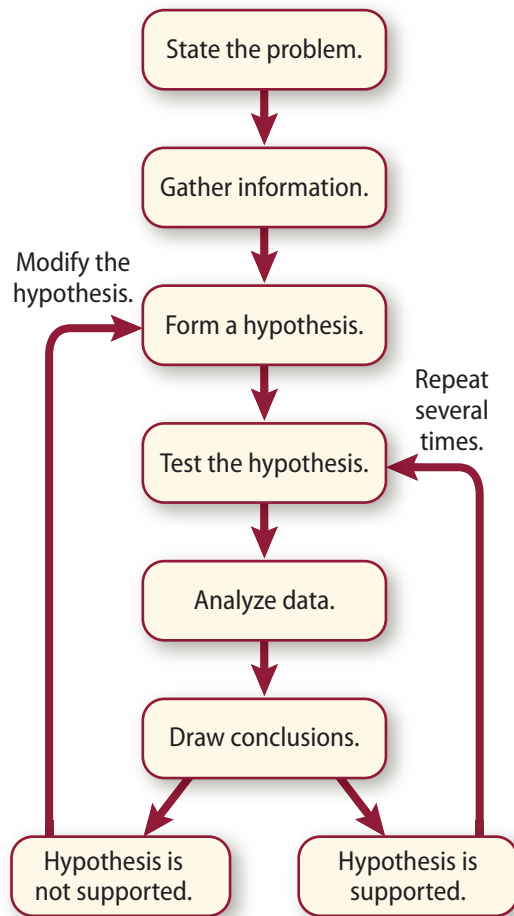 State the problem.
Gather information.
Modify the
hypothesis.
Form a hypothesis.
Repeat
several
times.
Test the hypothesis.
Analyze data.
Draw conclusions.
Hypothesis is
not supported.
Hypothesis is
supported.